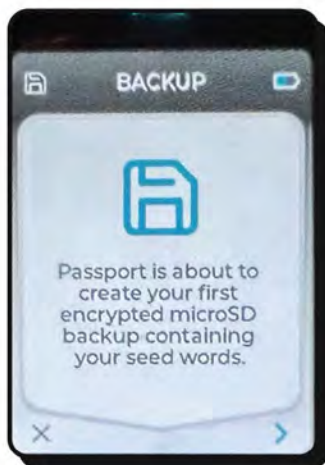 BACKUP
Passport is about to
create your first
encrypted microSD
backup containing
your seed words.